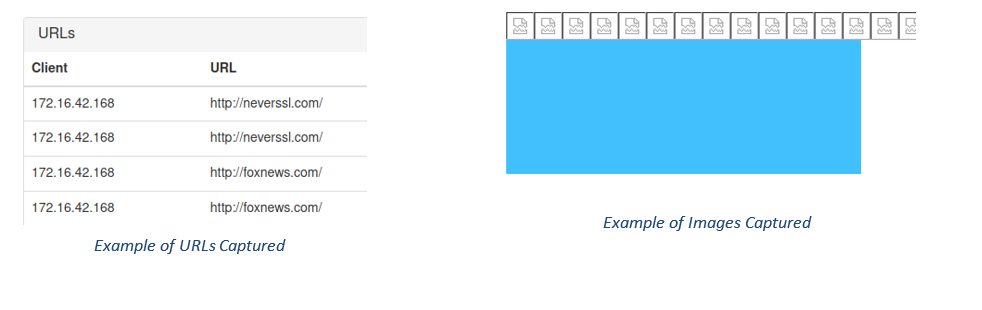 URLs
Client URL
172.16.42.168 http://neverssl.com/
172.16.42.168 http://neverssl.com/
172.16.42.168 http://foxnews.com/
172.16.42.168 http://foxnews.com/
Example of URLs Captured
Example of Images Captured